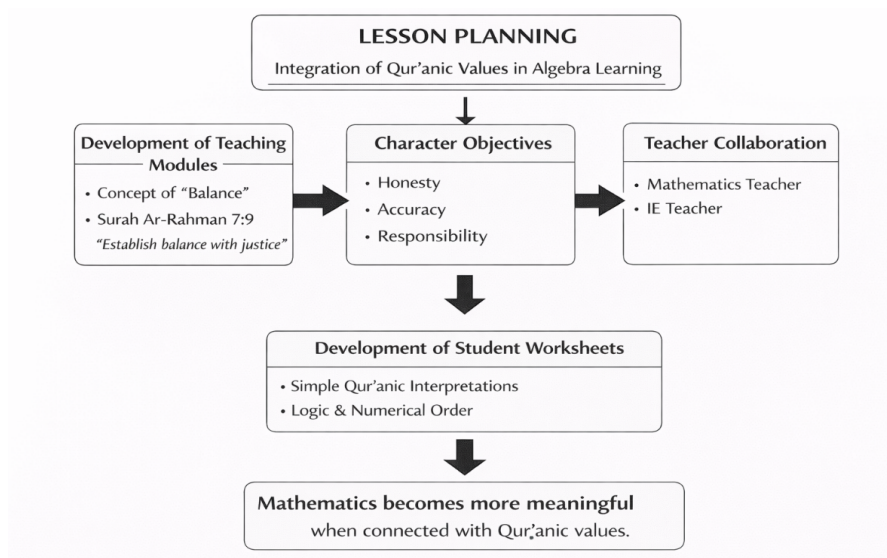 LESSON PLANNING
Integration of Qur’anic Values in Algebra Learning
Development of Teaching
Modules
• Concept of “Balance”
• Surah Ar-Rahman 7:9
“Establish balance with justice”
Character Objectives
• Honesty
• Accuracy
• Responsibility
Teacher Collaboration
• Mathematics Teacher
• IE Teacher
Development of Student Worksheets
• Simple Qur’anic Interpretations
• Logic & Numerical Order
Mathematics becomes more meaningful
when connected with Qur’anic values.